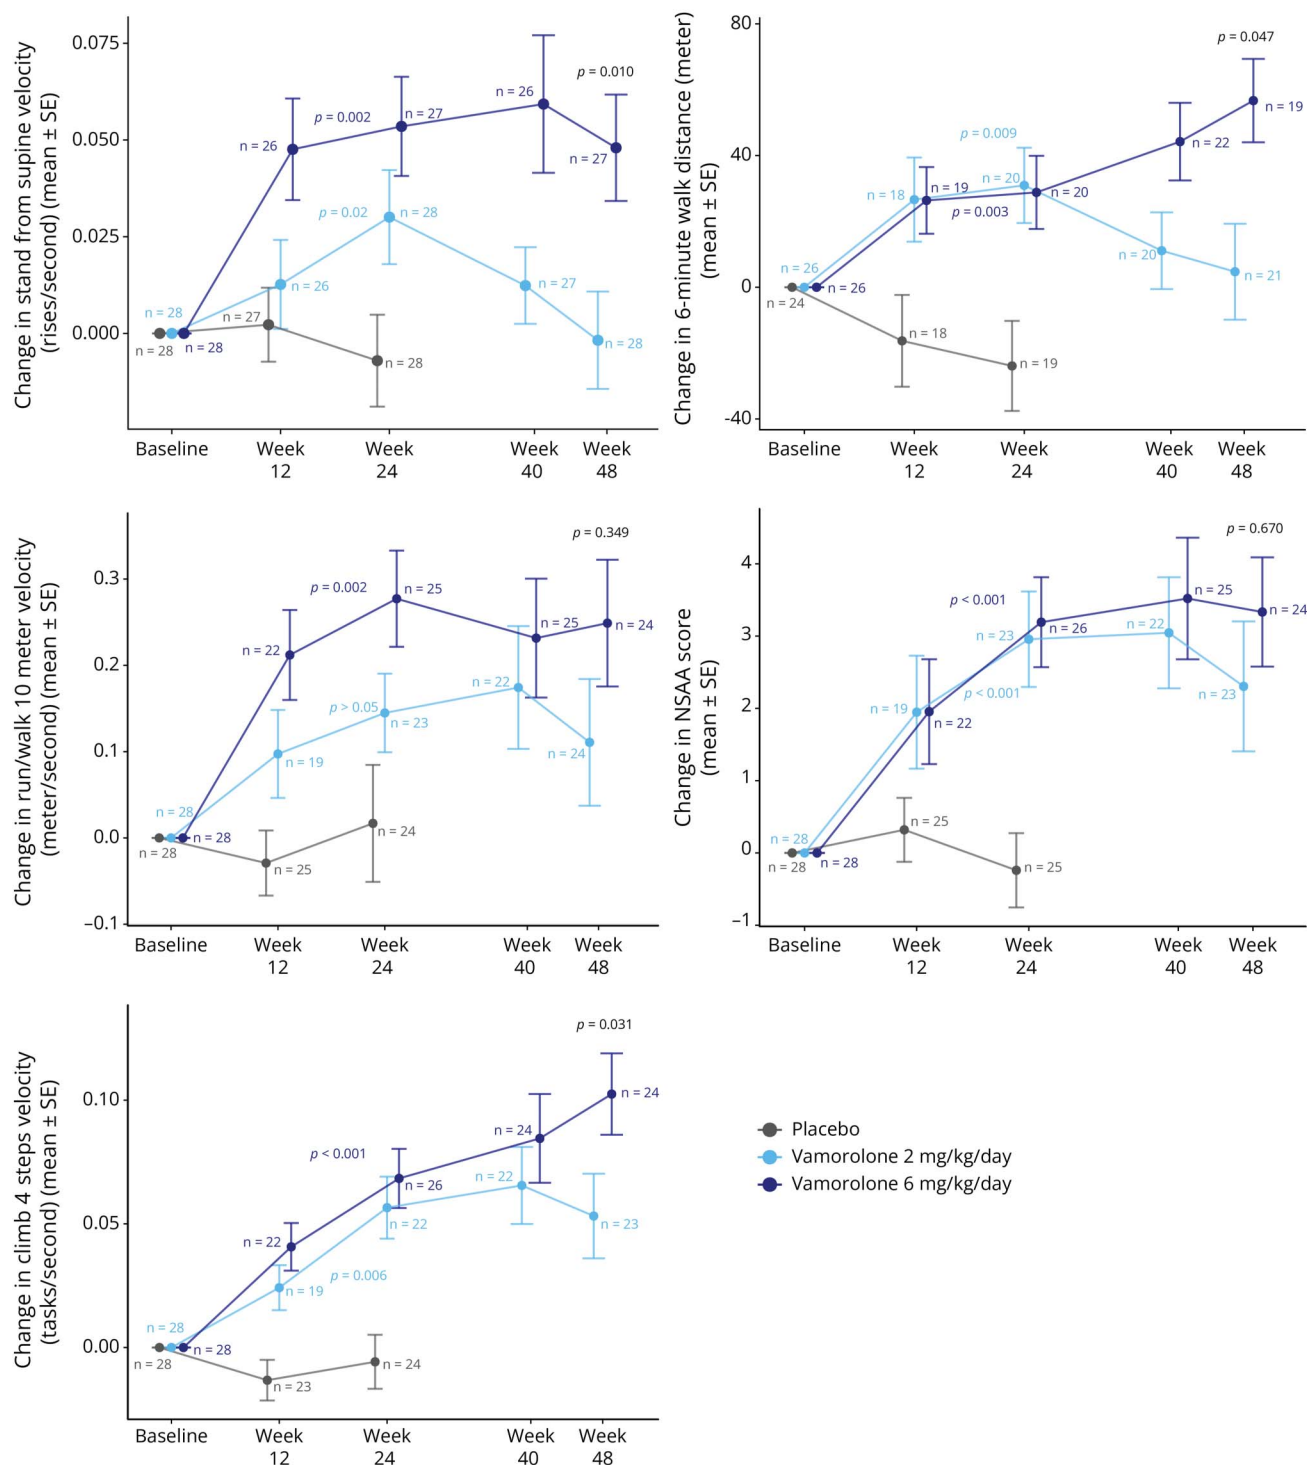 Change in stand from supine velocity
(rises/second) (mean ± SE)
0.075
0.050
0.025
0.000
p = 0.010
n = 26
p = 0.002
n = 27
n = 26
n = 27
n = 28
n = 28
n = 28
n = 27
n = 26
p = 0.02
n = 28
n = 28
n = 27
n = 28
Baseline
Week
12
Week
24
Week
40
Week
48
Change in 6-minute walk distance (meter)
(mean ± SE)
80
40
0
-40
p = 0.047
p = 0.009
n = 18
n = 19
n = 20
p = 0.003
n = 20
n = 22
n = 19
n = 26
n = 26
n = 24
n = 18
n = 19
n = 20
n = 21
Baseline
Week
12
Week
24
Week
40
Week
48
Change in run/walk 10 meter velocity
(meter/second) (mean ± SE)
0.3
0.2
0.1
0.0
–0.1
p = 0.349
p = 0.002
n = 25
n = 22
n = 25
n = 24
n = 22
p > 0.05
n = 23
n = 19
n = 24
n = 28
n = 28
n = 28
n = 25
n = 24
Baseline
Week
12
Week
24
Week
40
Week
48
Change in NSAA score
(mean ± SE)
4
3
2
1
0
–1
p = 0.670
p < 0.001
n = 25
n = 24
n = 23
n = 26
n = 22
p < 0.001
n = 19
n = 22
n = 23
n = 28
n = 28
n = 28
n = 25
n = 25
Baseline
Week
12
Week
24
Week
40
Week
48
Change in climb 4 steps velocity
(tasks/second) (mean ± SE)
0.10
0.05
0.00
p = 0.031
n = 24
n = 24
p < 0.001
n = 26
n = 22
n = 22
n = 22
n = 23
p = 0.006
n = 19
n = 28
n = 28
n = 28
n = 23
n = 24
Baseline
Week
12
Week
24
Week
40
Week
48
Placebo
Vamorolone 2 mg/kg/day
Vamorolone 6 mg/kg/day